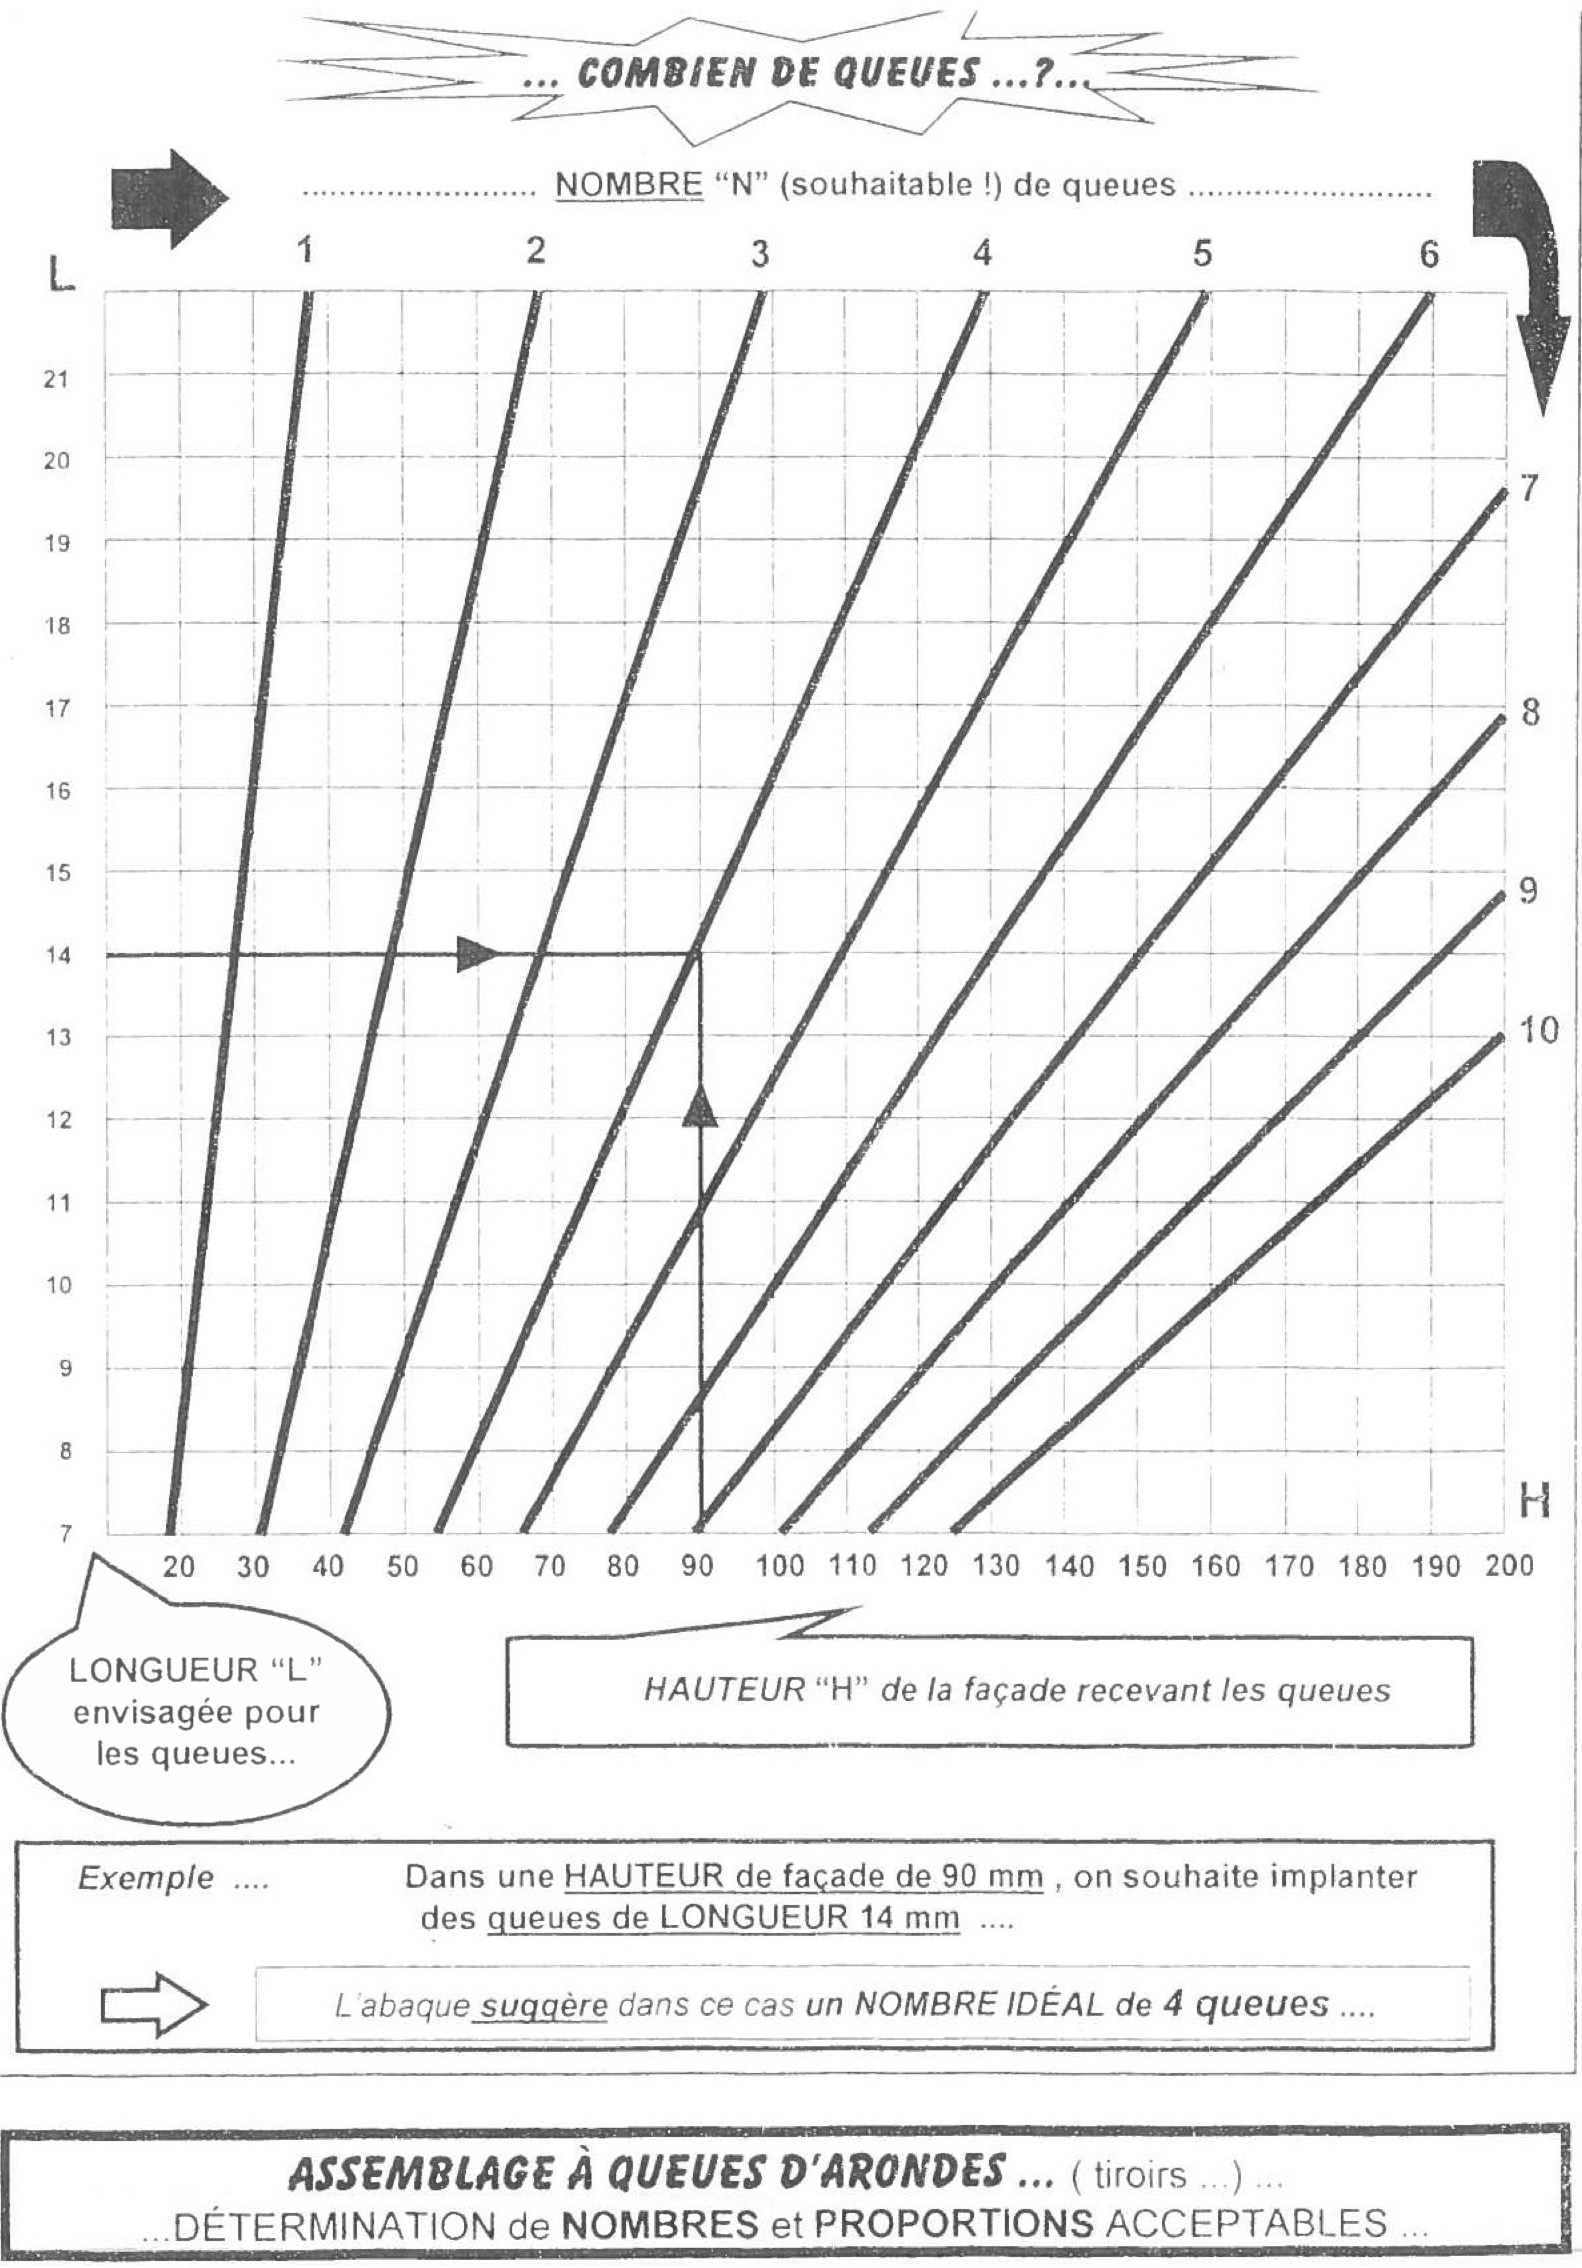 ... COMBIEN DE QUEUES ...?...
........................ NOMBRE “N” (souhaitable !) de queues .........................
L
1 2 3 4 5 6
21
20
7
19
18
17
8
16
15
9
14
13
10
12
11
10
9
8
H
7
20 30 40 50 60 70 80 90 100 110 120 130 140 150 160 170 180 190 200
LONGUEUR “L”
envisagée pour
les queues...
HAUTEUR “H” de la façade recevant les queues
Exemple .... Dans une HAUTEUR de façade de 90 mm , on souhaite implanter
des queues de LONGUEUR 14 mm ....
L'abaque suggère dans ce cas un NOMBRE IDÉAL de 4 queues ....
ASSEMBLAGE À QUEUES D'ARONDES ... ( tiroirs ...) ...
...DÉTERMINATION de NOMBRES et PROPORTIONS ACCEPTABLES ...